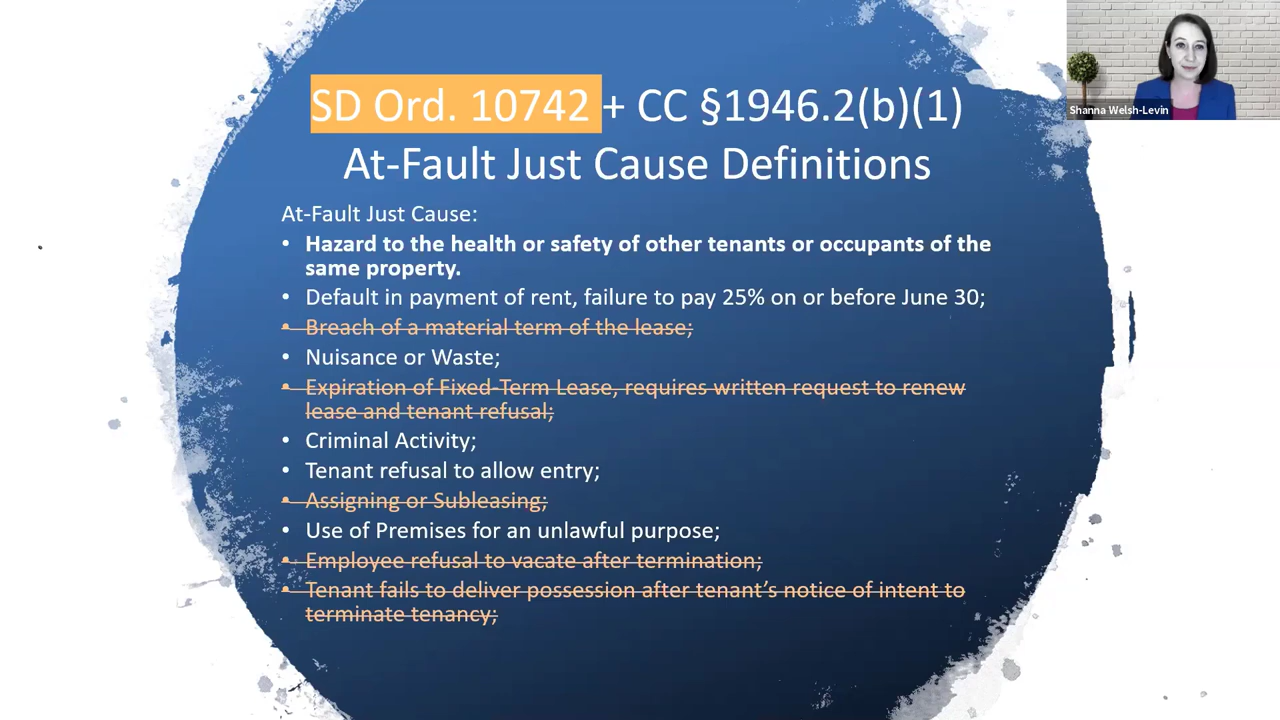 SD Ord. 10742 + CC §1946.2(b)(1)
At-Fault Just Cause Definitions
Shanna Welsh-Levin
At-Fault Just Cause:
• Hazard to the health or safety of other tenants or occupants of the
same property.
• Default in payment of rent, failure to pay 25% on or before June 30;
• Breach of a material term of the lease;
• Nuisance or Waste;
• Expiration of Fixed-Term Lease, requires written request to renew
lease and tenant refusal;
• Criminal Activity;
• Tenant refusal to allow entry;
• Assigning or Subleasing;
• Use of Premises for an unlawful purpose;
• Employee refusal to vacate after termination;
• Tenant fails to deliver possession after tenant’s notice of intent to
terminate tenancy;